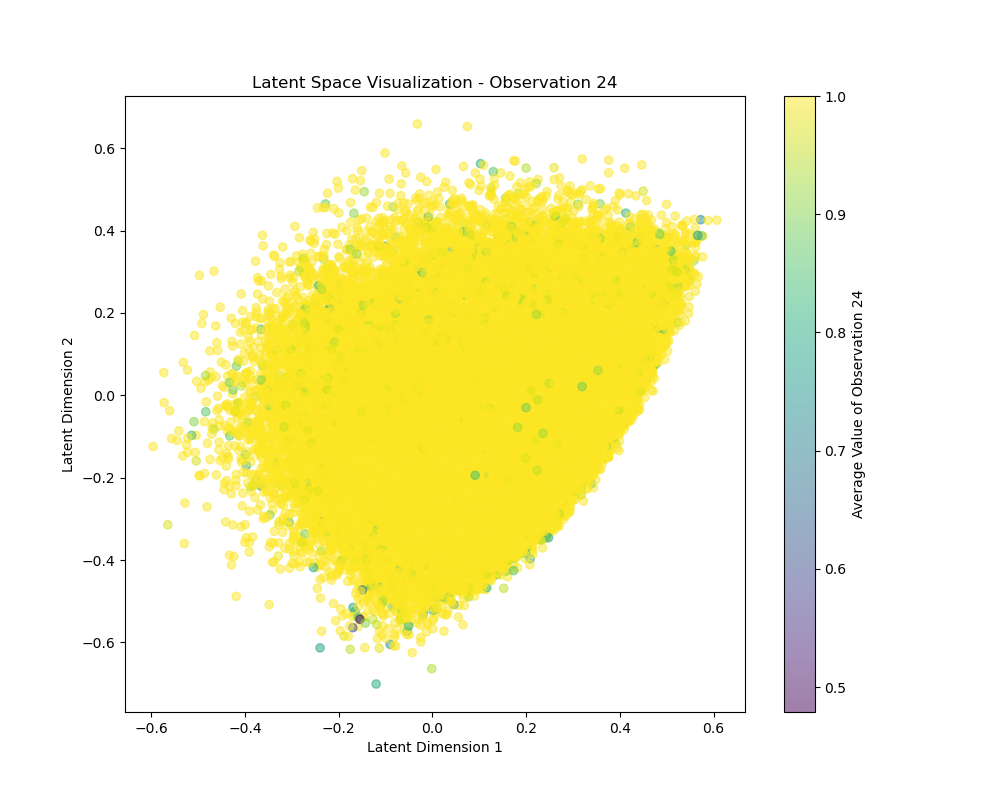 Latent Space Visualization - Observation 24
1.0
0.6
0.9
0.4
0.2
0.8
0.0
Latent Dimension 2
Average Value of Observation 24
0.7
−0.2
−0.4
0.6
−0.6
0.5
−0.6 −0.4 −0.2 0.0 0.2 0.4 0.6
Latent Dimension 1